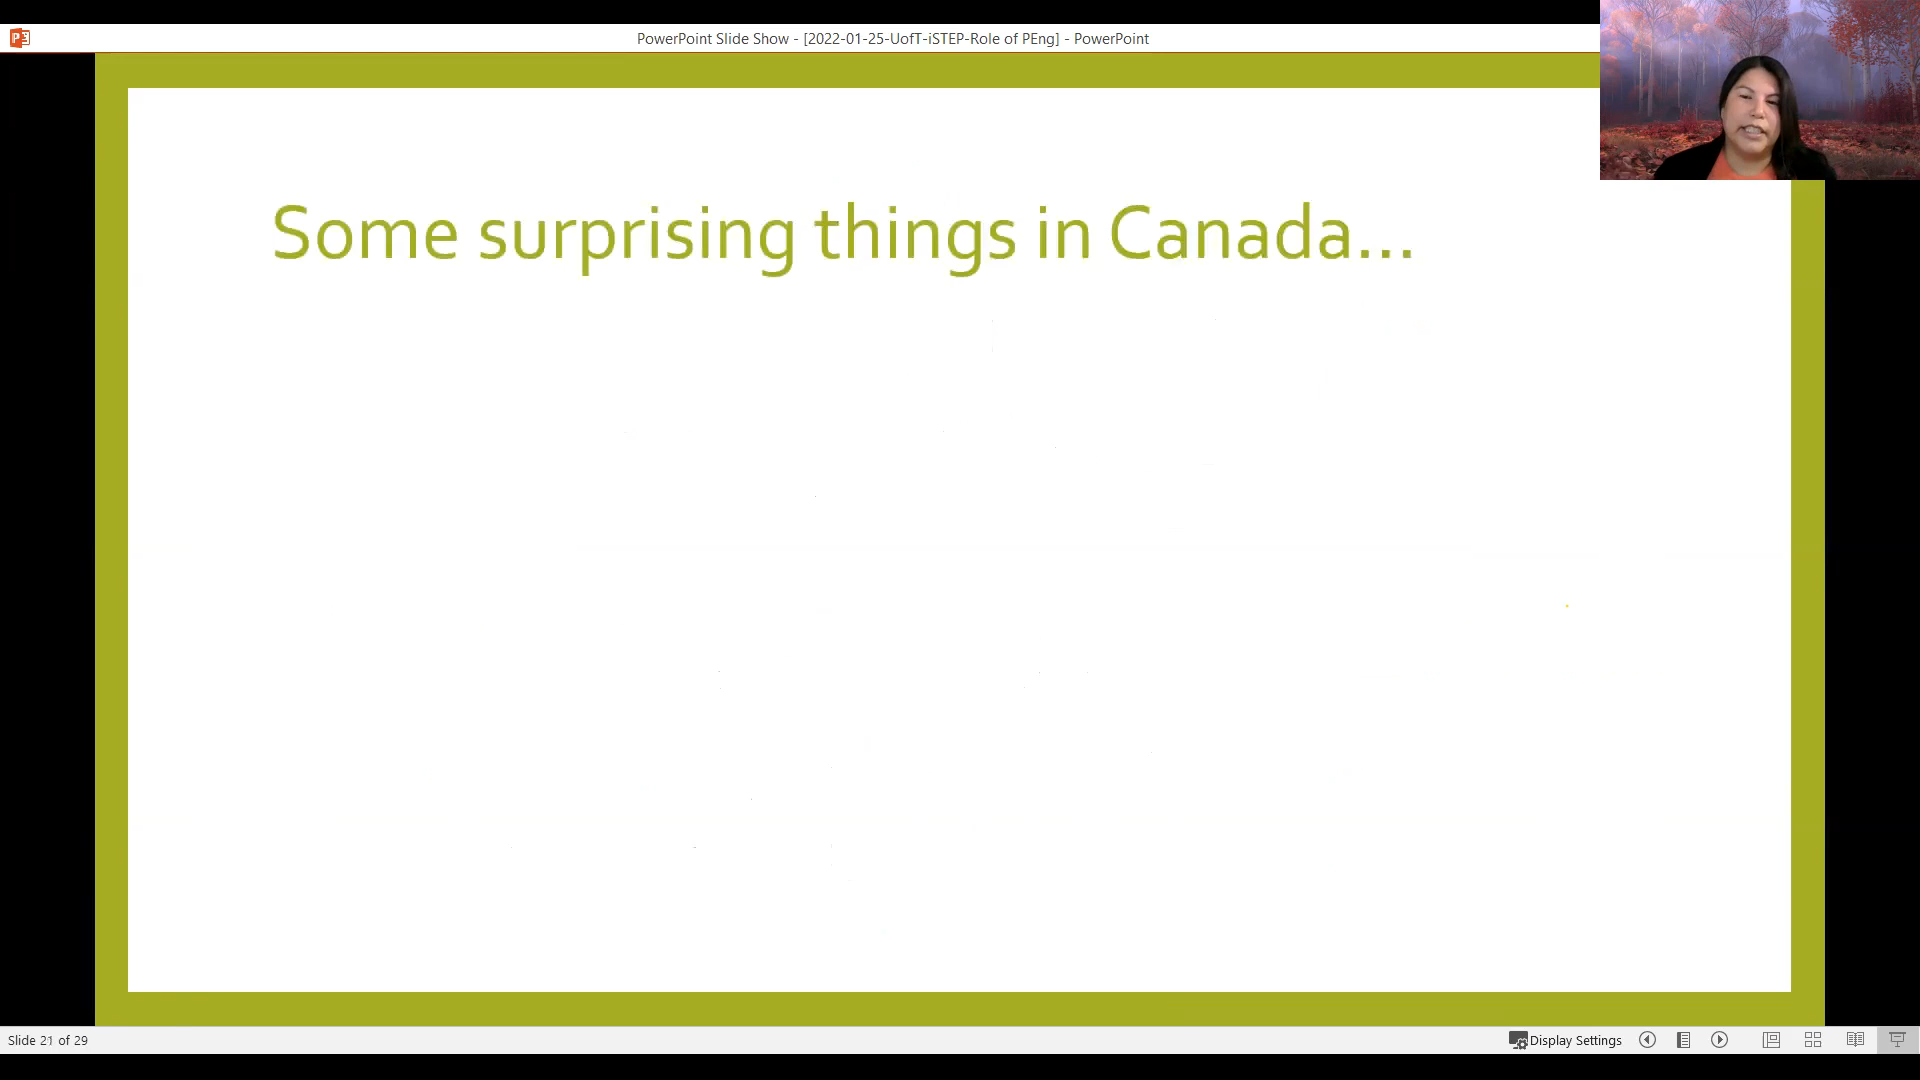 PowerPoint Slide Show - [2022-01-25-UofT-iSTEP-Role of PEng] - PowerPoint
Some surprising things in Canada...
Slide 21 of 29
Display Settings